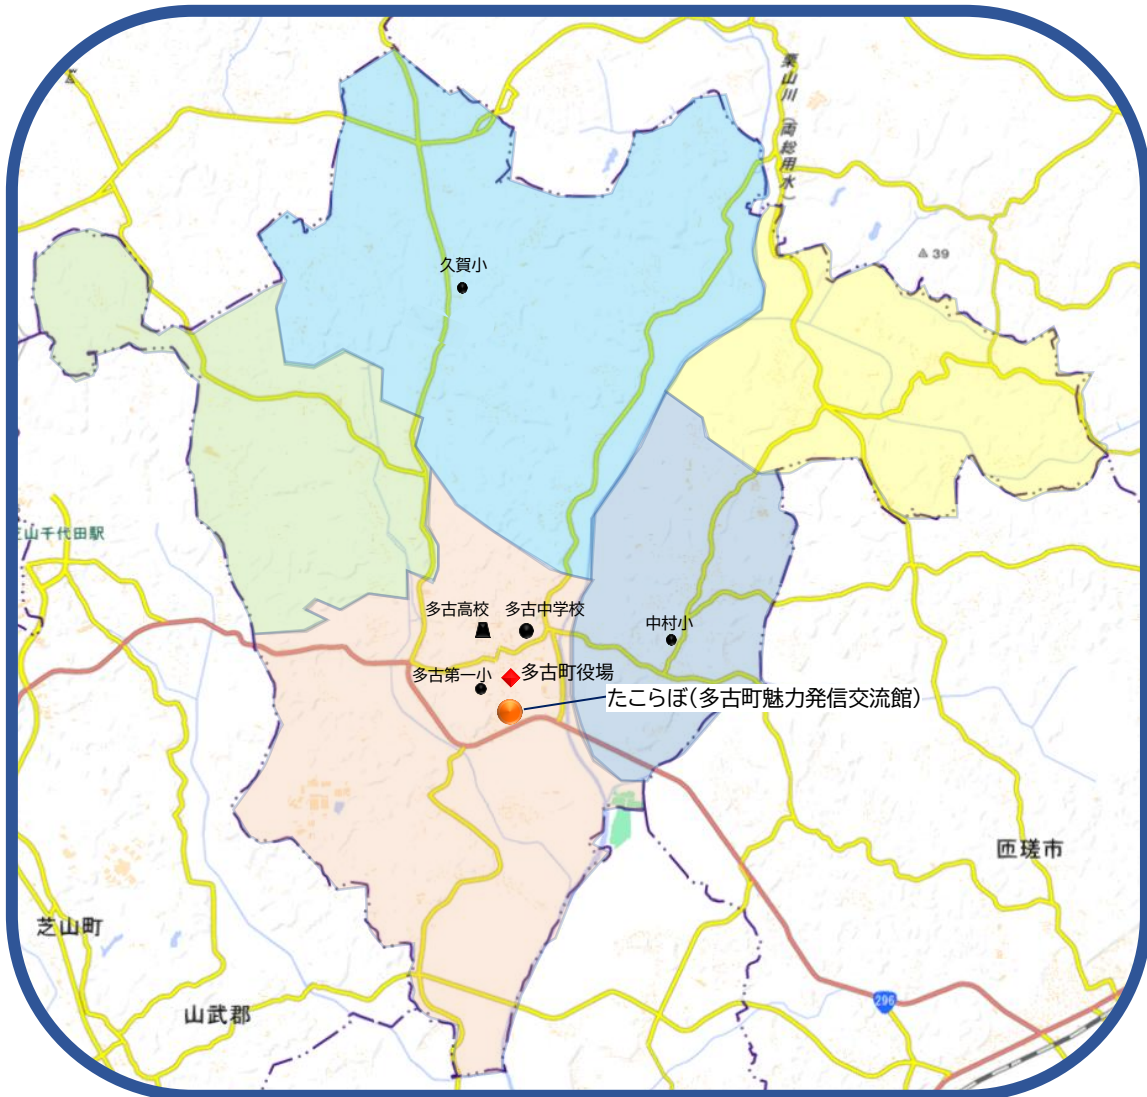 栗山川(両総用水)
39
久賀小
芝山千代田駅
多古高校
多古中学校
中村小
多古第一小
多古町役場
たこらぼ(多古町魅力発信交流館)
匝瑳市
芝山町
山武郡
296